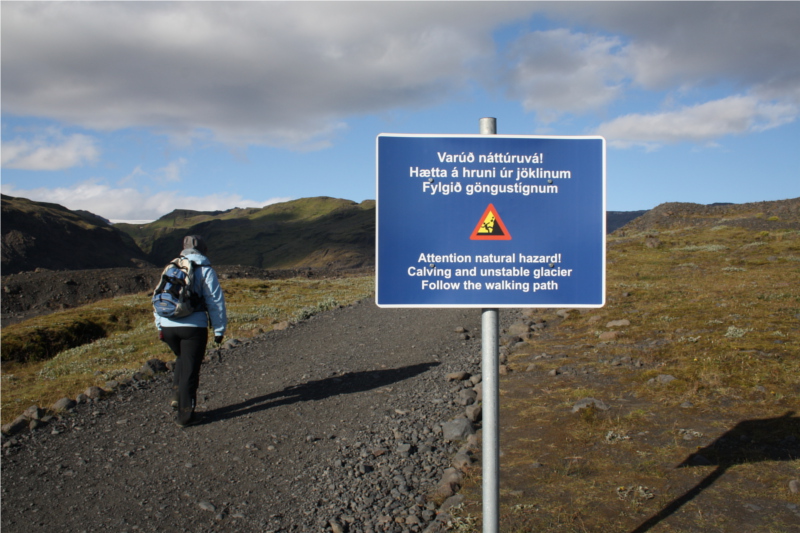 Varúð náttúruvá!
Hætta á hruni úr jöklinum
Fylgið göngustígnum
Attention natural hazard!
Calving and unstable glacier
Follow the walking path